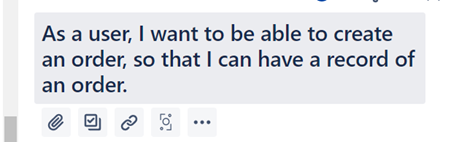 As a user, I want to be able to create
an order, so that I can have a record of
an order.